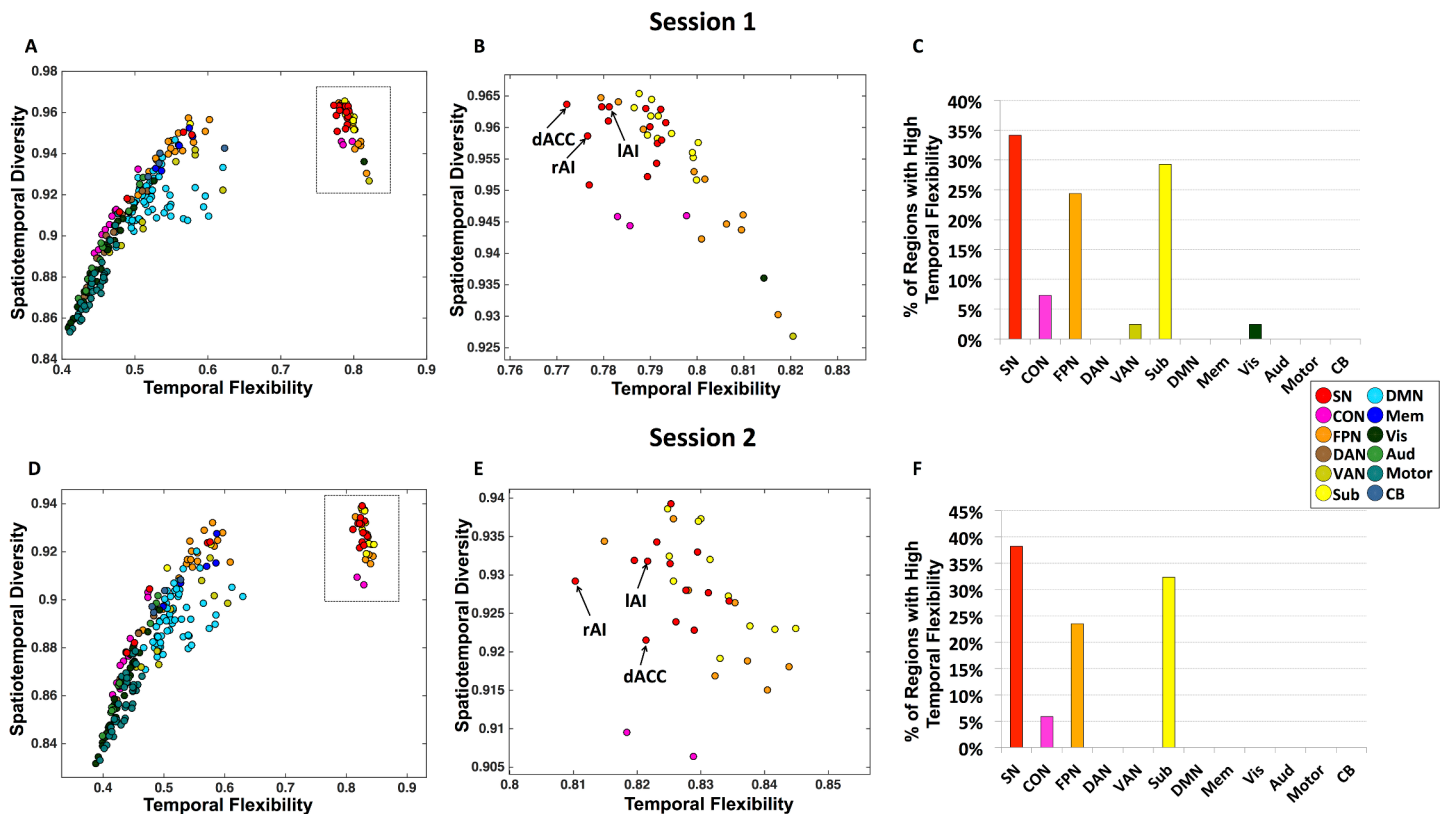 Session 1
A
B
C
Spatiotemporal Diversity
0.98
0.96
0.94
0.92
0.9
0.88
0.86
0.84
0.4 0.5 0.6 0.7 0.8 0.9
Temporal Flexibility
Spatiotemporal Diversity
0.965
0.96
0.955
0.95
0.945
0.94
0.935
0.93
0.925
dACC
rAI
lAI
0.76 0.77 0.78 0.79 0.8 0.81 0.82 0.83
Temporal Flexibility
% of Regions with High
Temporal Flexibility
40%
35%
30%
25%
20%
15%
10%
5%
0%
SN CON FPN DAN VAN Sub DMN Mem Vis Aud Motor CB
SN DMN
CON Mem
FPN Vis
DAN Aud
VAN Motor
Sub CB
Session 2
D
E
F
Spatiotemporal Diversity
0.94
0.92
0.9
0.88
0.86
0.84
0.4 0.5 0.6 0.7 0.8 0.9
Temporal Flexibility
Spatiotemporal Diversity
0.94
0.935
0.93
0.925
0.92
0.915
0.91
0.905
rAI
lAI
dACC
0.8 0.81 0.82 0.83 0.84 0.85
Temporal Flexibility
% of Regions with High
Temporal Flexibility
45%
40%
35%
30%
25%
20%
15%
10%
5%
0%
SN CON FPN DAN VAN Sub DMN Mem Vis Aud Motor CB